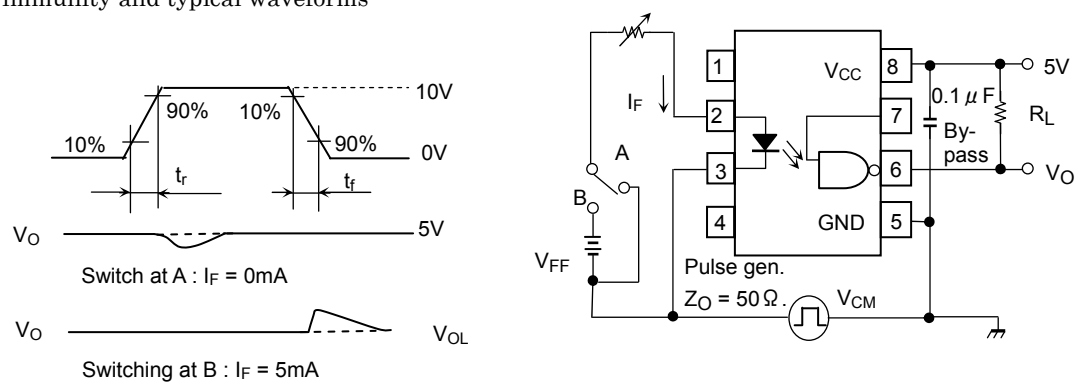 immunity and typical waveforms
10V
90%
10%
10%
90%
0V
tr
tf
VO
5V
Switch at A : IF = 0mA
VO
VOL
Switching at B : IF = 5mA
IF
A
B
VFF
1
2
3
4
VCC
GND
8
7
6
5
5V
0.1 μF
By-
pass
RL
VO
Pulse gen.
ZO = 50Ω.
VCM